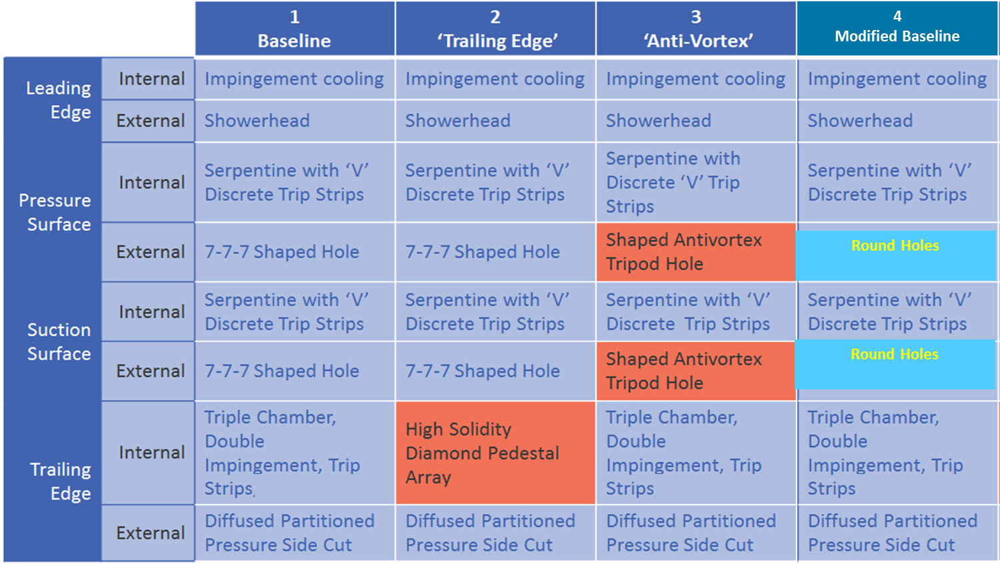 1
Baseline
2
‘Trailing Edge’
3
‘Anti-Vortex’
4
Modified Baseline
Leading
Edge
Internal
Impingement cooling
Impingement cooling
Impingement cooling
Impingement cooling
External
Showerhead
Showerhead
Showerhead
Showerhead
Pressure
Surface
Internal
Serpentine with ‘V’
Discrete Trip Strips
Serpentine with ‘V’
Discrete Trip Strips
Serpentine with
Discrete ‘V’ Trip
Strips
Serpentine with ‘V’
Discrete Trip Strips
External
7-7-7 Shaped Hole
7-7-7 Shaped Hole
Shaped Antivortex
Tripod Hole
Round Holes
Suction
Surface
Internal
Serpentine with ‘V’
Discrete Trip Strips
Serpentine with ‘V’
Discrete Trip Strips
Serpentine with ‘V’
Discrete Trip Strips
Serpentine with ‘V’
Discrete Trip Strips
External
7-7-7 Shaped Hole
7-7-7 Shaped Hole
Shaped Antivortex
Tripod Hole
Round Holes
Trailing
Edge
Internal
Triple Chamber,
Double
Impingement, Trip
Strips,
High Solidity
Diamond Pedestal
Array
Triple Chamber,
Double
Impingement, Trip
Strips,
Triple Chamber,
Double
Impingement, Trip
Strips
External
Diffused Partitioned
Pressure Side Cut
Diffused Partitioned
Pressure Side Cut
Diffused Partitioned
Pressure Side Cut
Diffused Partitioned
Pressure Side Cut